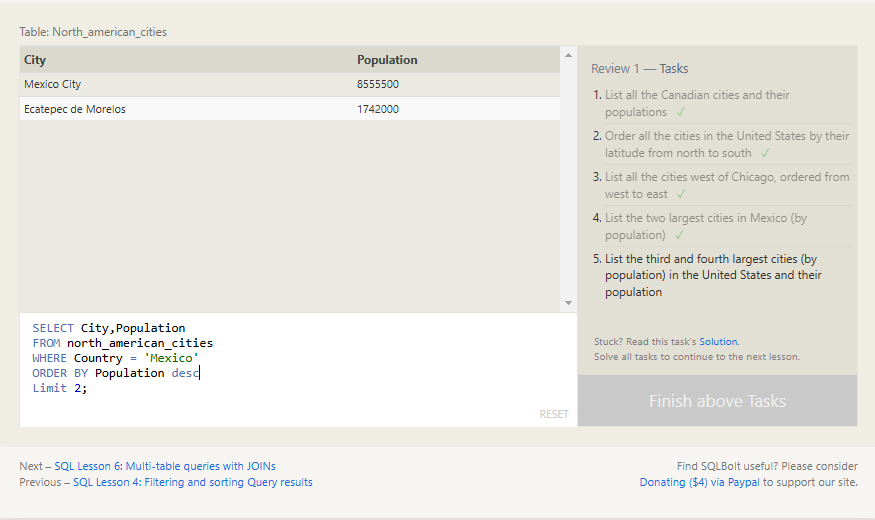 Table: North_american_cities
City Population
Mexico City 8555500
Ecatepec de Morelos 1742000
SELECT City,Population
FROM north_american_cities
WHERE Country = 'Mexico'
ORDER BY Population desc
Limit 2;
RESET
Review 1 — Tasks
1. List all the Canadian cities and their
populations ✓
2. Order all the cities in the United States by their
latitude from north to south ✓
3. List all the cities west of Chicago, ordered from
west to east ✓
4. List the two largest cities in Mexico (by
population) ✓
5. List the third and fourth largest cities (by
population) in the United States and their
population
Stuck? Read this task's Solution.
Solve all tasks to continue to the next lesson.
Finish above Tasks
Next – SQL Lesson 6: Multi-table queries with JOINs
Previous – SQL Lesson 4: Filtering and sorting Query results
Find SQLBolt useful? Please consider
Donating ($4) via Paypal to support our site.